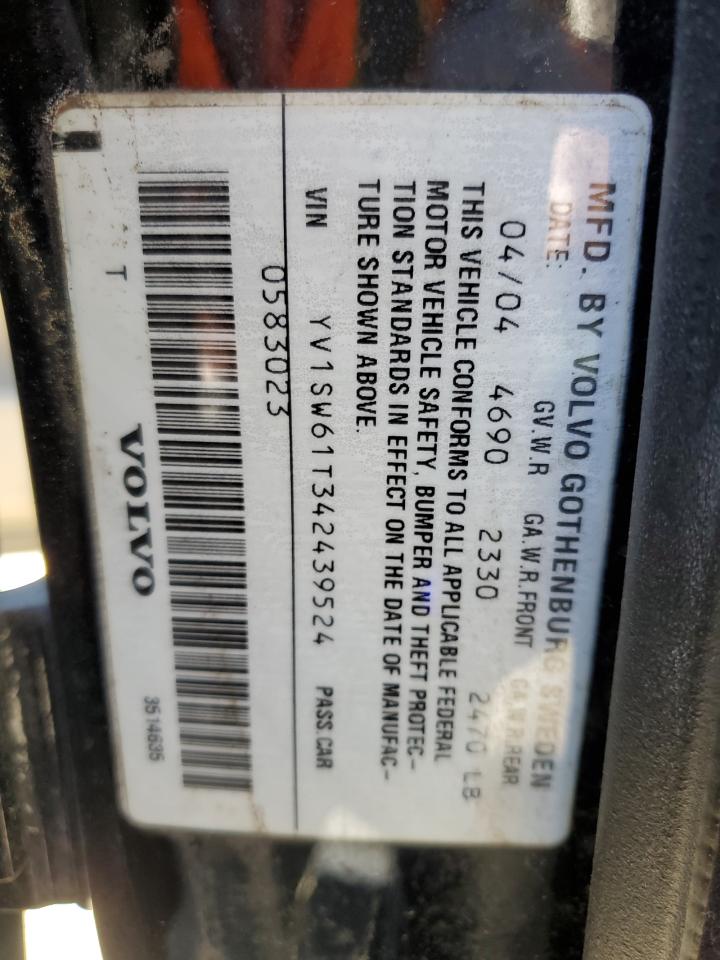 MFD. BY VOLVO GOTHENBURG SWEDEN
DATE: GV.W.R GA.W.R.FRONT GA.W.R.REAR
04/04 4690 2330 2470 LB
THIS VEHICLE CONFORMS TO ALL APPLICABLE FEDERAL
MOTOR VEHICLE SAFETY, BUMPER AND THEFT PROTEC-
TION STANDARDS IN EFFECT ON THE DATE OF MANUFAC-
TURE SHOWN ABOVE.
VIN YV1SW61T342439524 PASS.CAR
0583023
T VOLVO 3514635